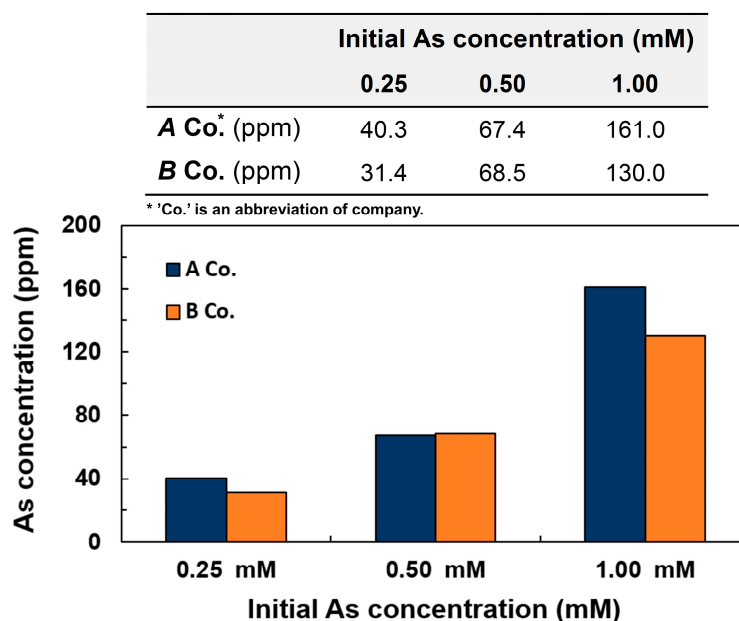 Initial As concentration (mM)
0.25 0.50 1.00
A Co.* (ppm) 40.3 67.4 161.0
B Co. (ppm) 31.4 68.5 130.0
* 'Co.' is an abbreviation of company.
As concentration (ppm)
200
160
120
80
40
0
A Co.
B Co.
0.25 mM 0.50 mM 1.00 mM
Initial As concentration (mM)